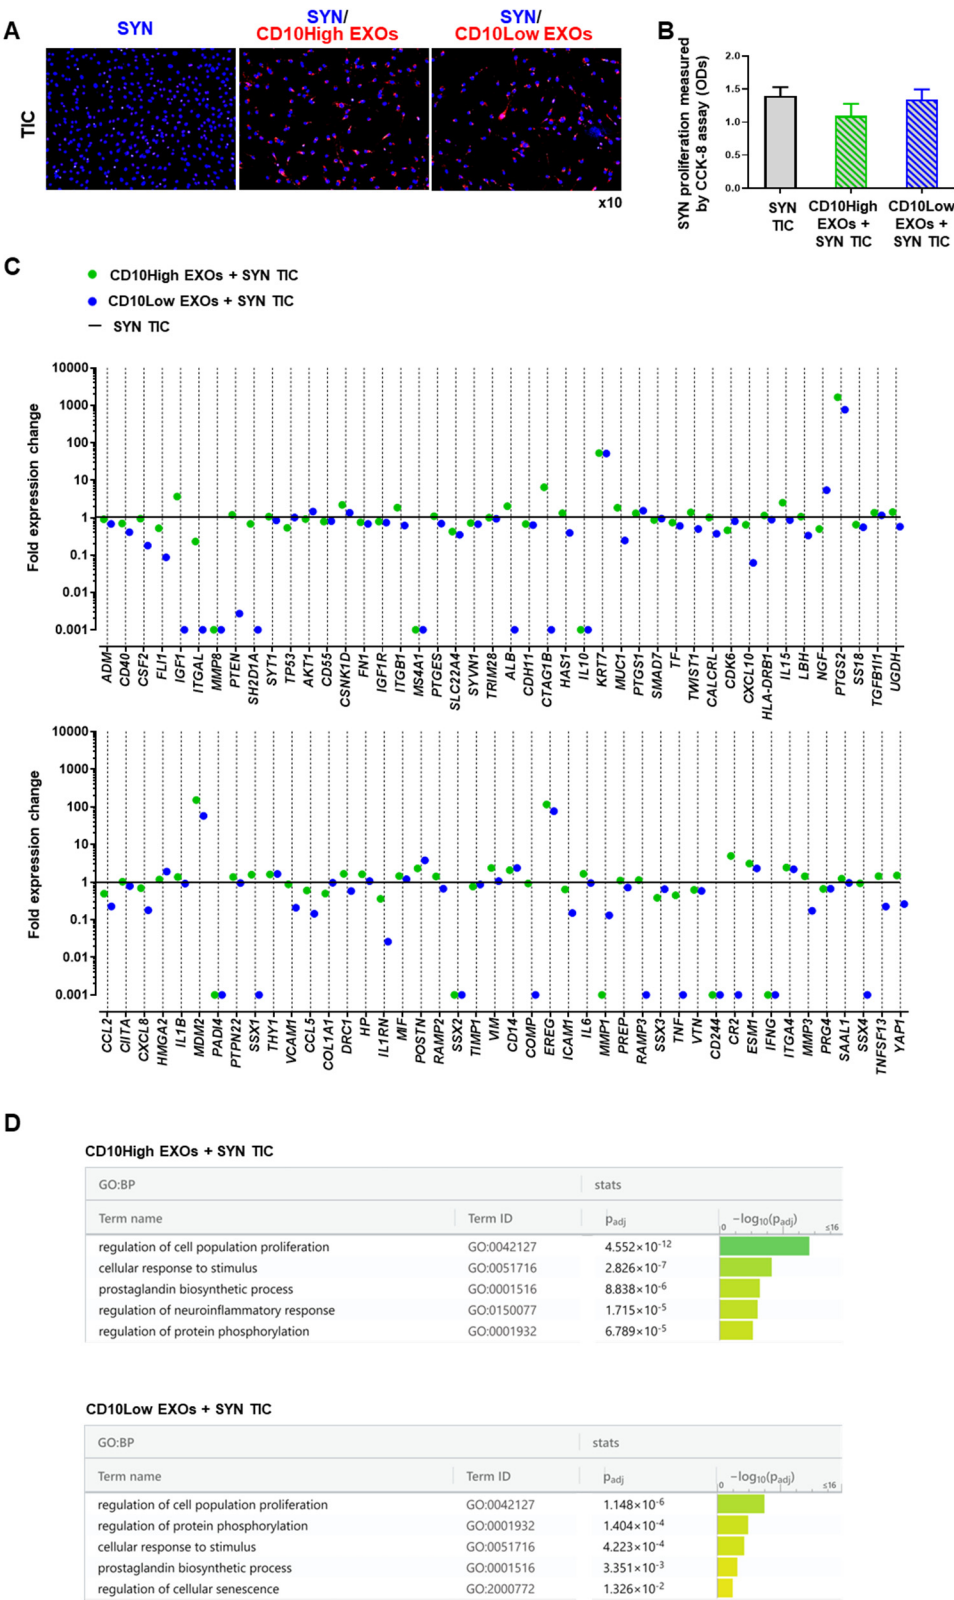 A
SYN
SYN/
CD10High EXOs
SYN/
CD10Low EXOs
TIC
x10
B
SYN proliferation measured
by CCK-8 assay (ODs)
2.0
1.5
1.0
0.5
0.0
SYN
TIC
CD10High
EXOs +
SYN TIC
CD10Low
EXOs +
SYN TIC
C
CD10High EXOs + SYN TIC
CD10Low EXOs + SYN TIC
SYN TIC
Fold expression change
10000
1000
100
10
1
0.1
0.01
0.001
ADM CD40 CSF2 FLI1 IGF1 ITGAL MMP8 PTEN SH2D1A SYT1 TP53 AKT1 CD55 CSNK1D FN1 IGF1R ITGB1 MS4A1 PTGES SLC22A4 SYVN1 TRIM28 ALB CDH11 CTAG1B HAS1 IL10 KRT7 MUC1 PTGS1 SMAD7 TF TWIST1 CALCRL CDK6 CXCL10 HLA-DRB1 IL15 LBH NGF PTGS2 SS18 TGFB1I1 UGDH
Fold expression change
10000
1000
100
10
1
0.1
0.01
0.001
CCL2 CIITA CXCL8 HMGA2 IL1B MDM2 PADI4 PTPN22 SSX1 THY1 VCAM1 CCL5 COL1A1 DRC1 HP IL1RN MIF POSTN RAMP2 SSX2 TIMP1 VIM CD14 COMP EREG ICAM1 IL6 MMP1 PREP RAMP3 SSX3 TNF VTN CD244 CR2 ESM1 IFNG ITGA4 MMP3 PRG4 SAAL1 SSX4 TNFSF13 YAP1
D
CD10High EXOs + SYN TIC
GO:BP stats
Term name Term ID padj 0 −log10(padj) ≤16
regulation of cell population proliferation GO:0042127 4.552×10-12
cellular response to stimulus GO:0051716 2.826×10-7
prostaglandin biosynthetic process GO:0001516 8.838×10-6
regulation of neuroinflammatory response GO:0150077 1.715×10-5
regulation of protein phosphorylation GO:0001932 6.789×10-5
CD10Low EXOs + SYN TIC
GO:BP stats
Term name Term ID padj 0 −log10(padj) ≤16
regulation of cell population proliferation GO:0042127 1.148×10-6
regulation of protein phosphorylation GO:0001932 1.404×10-4
cellular response to stimulus GO:0051716 4.223×10-4
prostaglandin biosynthetic process GO:0001516 3.351×10-3
regulation of cellular senescence GO:2000772 1.326×10-2